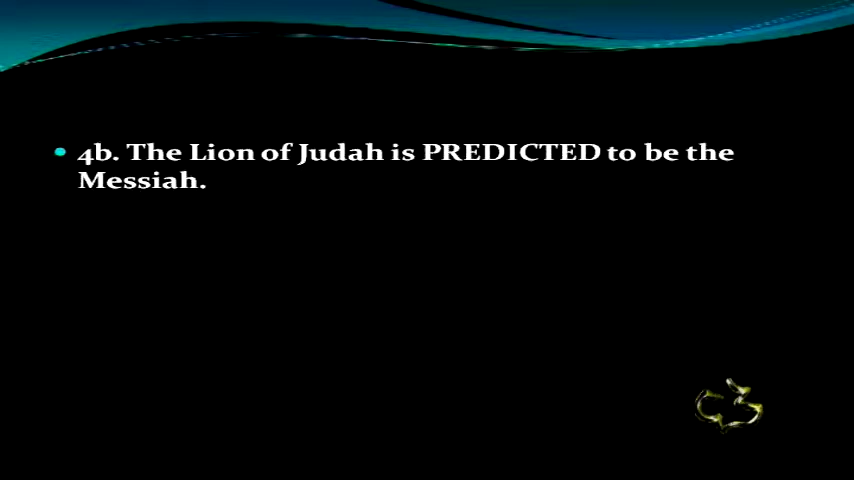 4b. The Lion of Judah is PREDICTED to be the
Messiah.